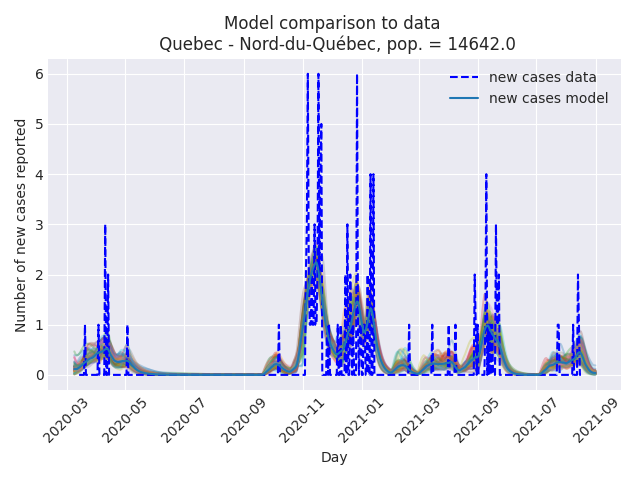 Model comparison to data
Quebec - Nord-du-Québec, pop. = 14642.0
new cases data
new cases model
Number of new cases reported
6
5
4
3
2
1
0
2020-03
2020-05
2020-07
2020-09
2020-11
2021-01
2021-03
2021-05
2021-07
2021-09
Day